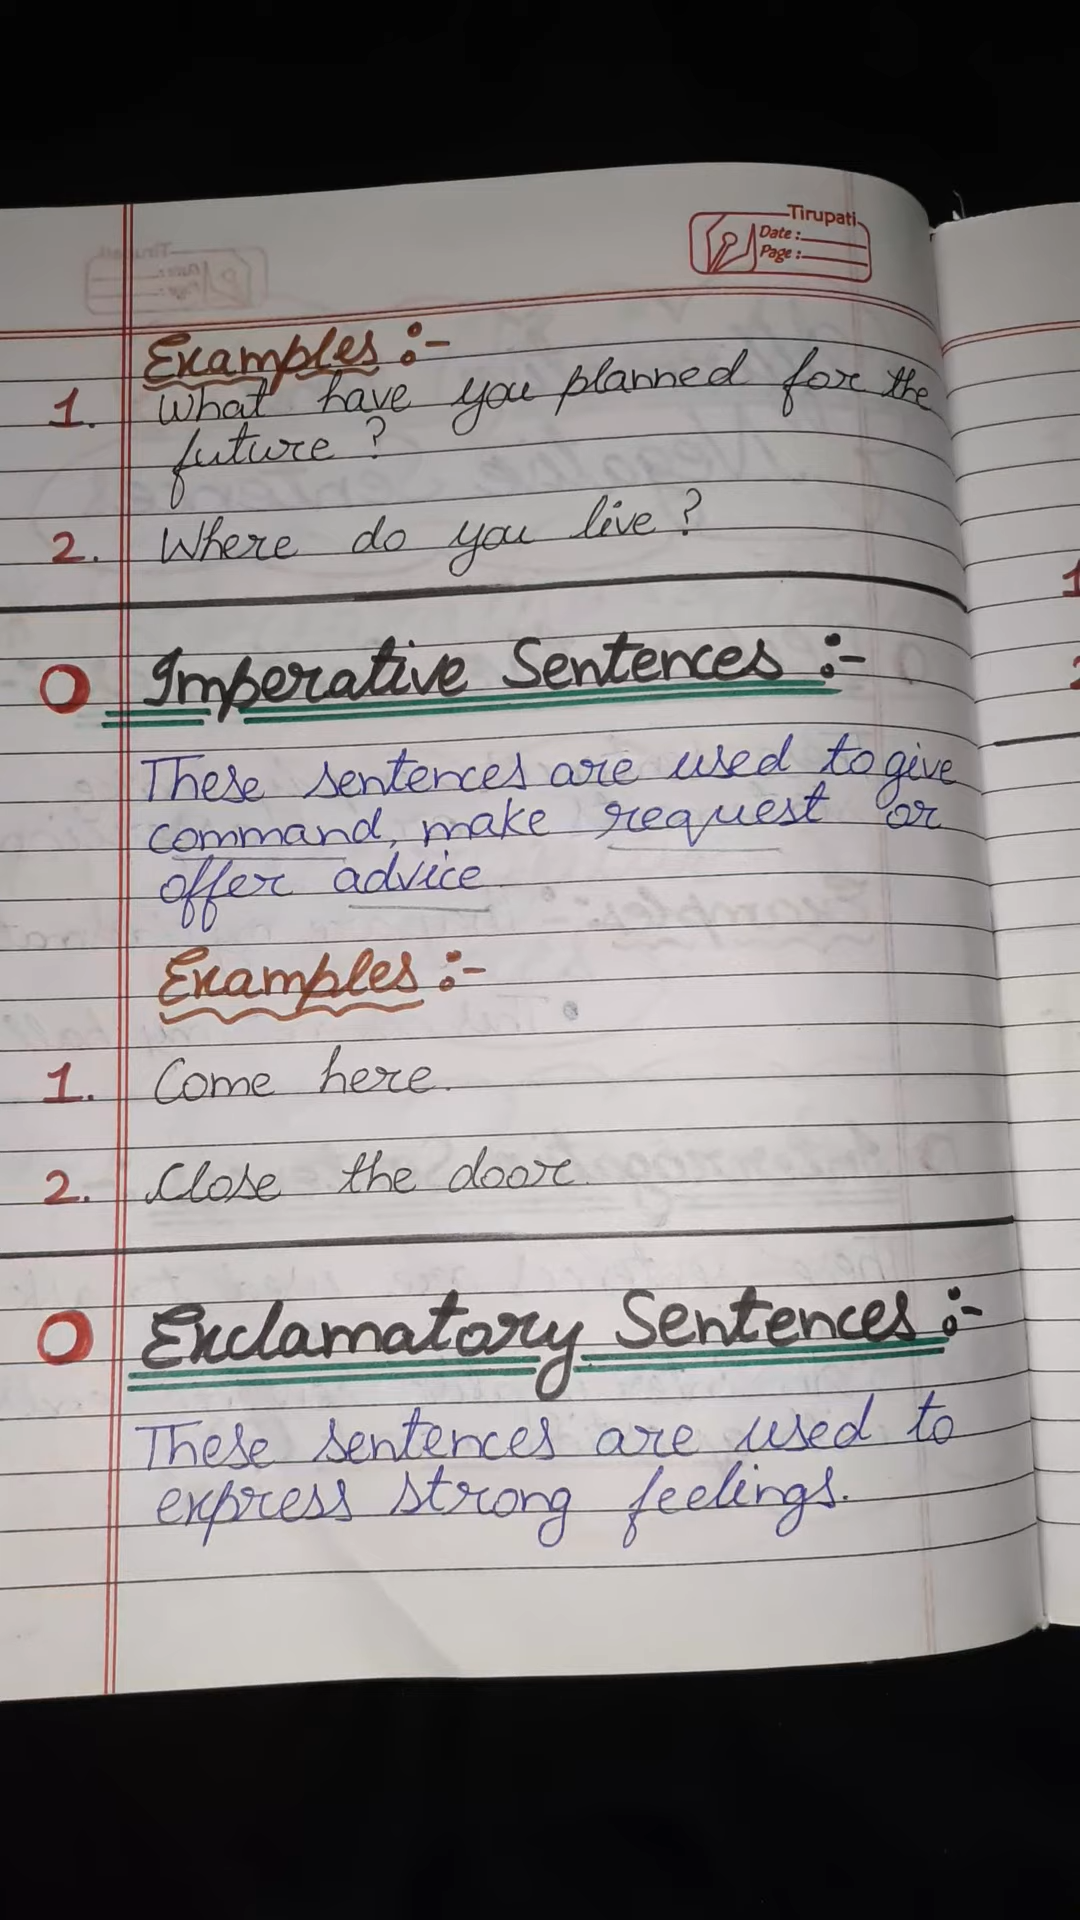 Tirupati
Date :
Page :
Examples :-
1. What have you planned for the
future ?
2. Where do you live ?
Imperative Sentences :-
These sentences are used to give
command, make request or
offer advice
Examples :-
1. Come here.
2. Close the door.
Exclamatory Sentences :-
These sentences are used to
express strong feelings.